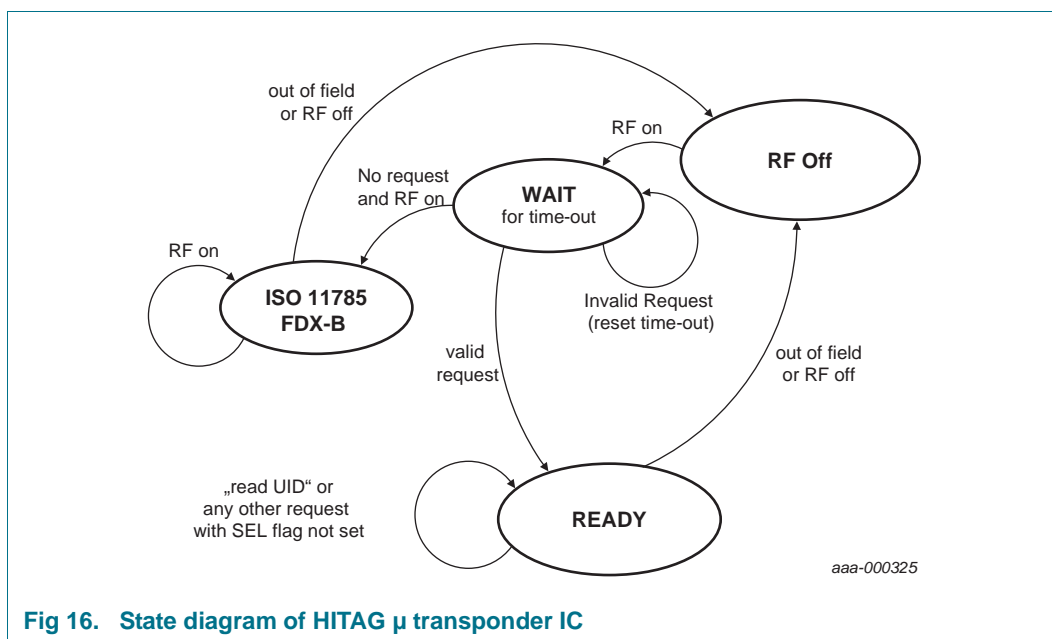 out of field
or RF off
RF on
RF Off
No request
and RF on
WAIT
for time-out
RF on
ISO 11785
FDX-B
Invalid Request
(reset time-out)
valid
request
out of field
or RF off
„read UID“ or
any other request
with SEL flag not set
READY
aaa-000325
Fig 16. State diagram of HITAG µ transponder IC